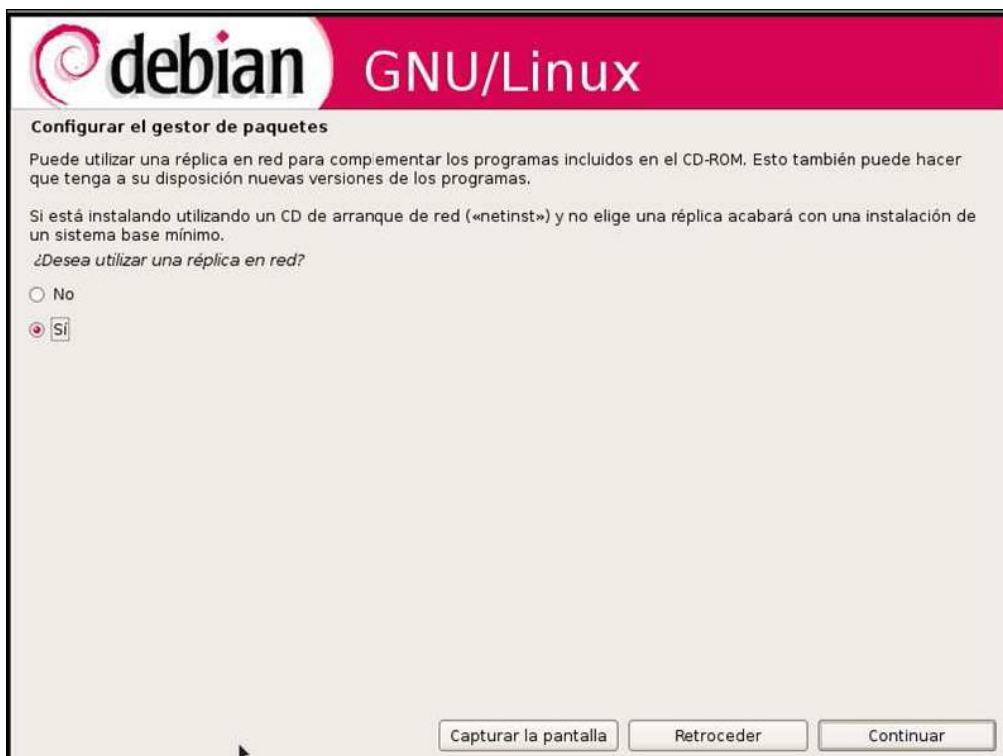 debian GNU/Linux
Configurar el gestor de paquetes
Puede utilizar una réplica en red para complementar los programas incluidos en el CD-ROM. Esto también puede hacer
que tenga a su disposición nuevas versiones de los programas.
Si está instalando utilizando un CD de arranque de red («netinst») y no elige una réplica acabará con una instalación de
un sistema base mínimo.
¿Desea utilizar una réplica en red?
No
Sí
Capturar la pantalla Retroceder Continuar